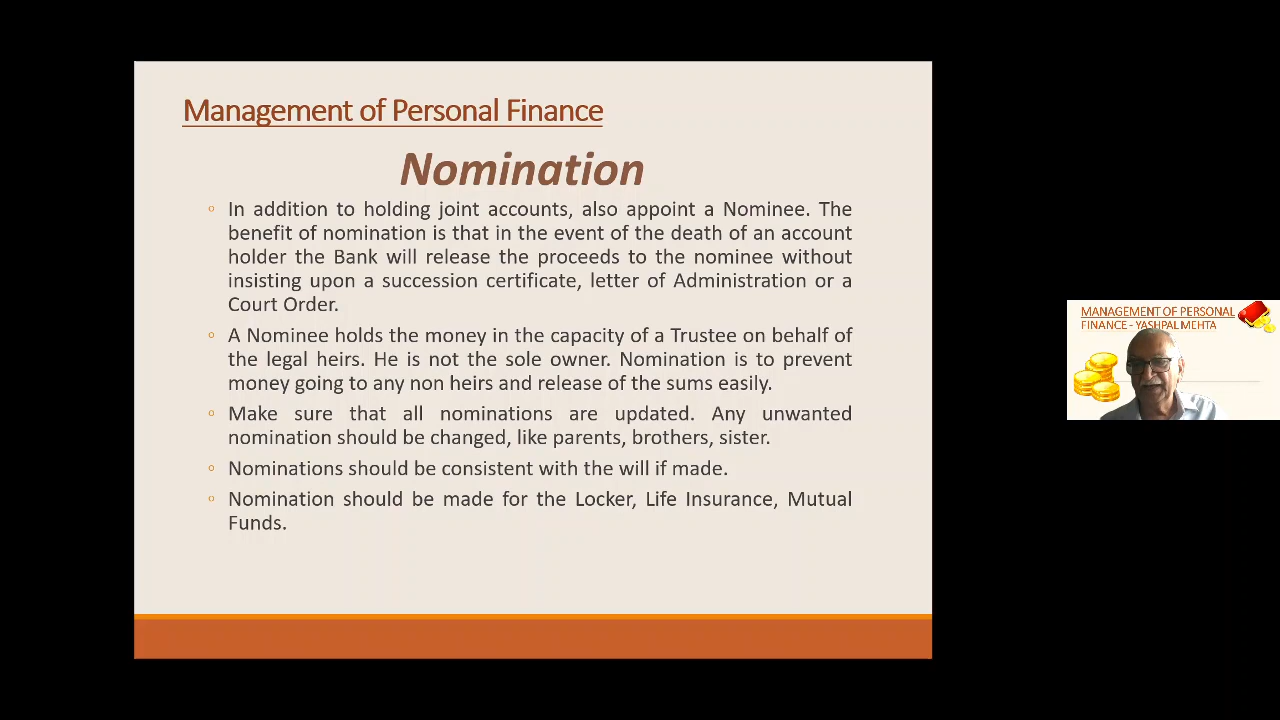 Management of Personal Finance
Nomination
◦ In addition to holding joint accounts, also appoint a Nominee. The
benefit of nomination is that in the event of the death of an account
holder the Bank will release the proceeds to the nominee without
insisting upon a succession certificate, letter of Administration or a
Court Order.
◦ A Nominee holds the money in the capacity of a Trustee on behalf of
the legal heirs. He is not the sole owner. Nomination is to prevent
money going to any non heirs and release of the sums easily.
◦ Make sure that all nominations are updated. Any unwanted
nomination should be changed, like parents, brothers, sister.
◦ Nominations should be consistent with the will if made.
◦ Nomination should be made for the Locker, Life Insurance, Mutual
Funds.
MANAGEMENT OF PERSONAL
FINANCE - YASHPAL MEHTA